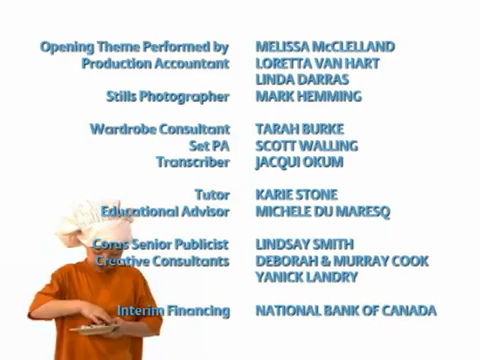 Opening Theme Performed by MELISSA McCLELLAND
Production Accountant LORETTA VAN HART
LINDA DARRAS
Stills Photographer MARK HEMMING
Wardrobe Consultant TARAH BURKE
Set PA SCOTT WALLING
Transcriber JACQUI OKUM
Tutor KARIE STONE
Educational Advisor MICHELE DU MARESQ
Corus Senior Publicist LINDSAY SMITH
Creative Consultants DEBORAH & MURRAY COOK
YANICK LANDRY
Interim Financing NATIONAL BANK OF CANADA